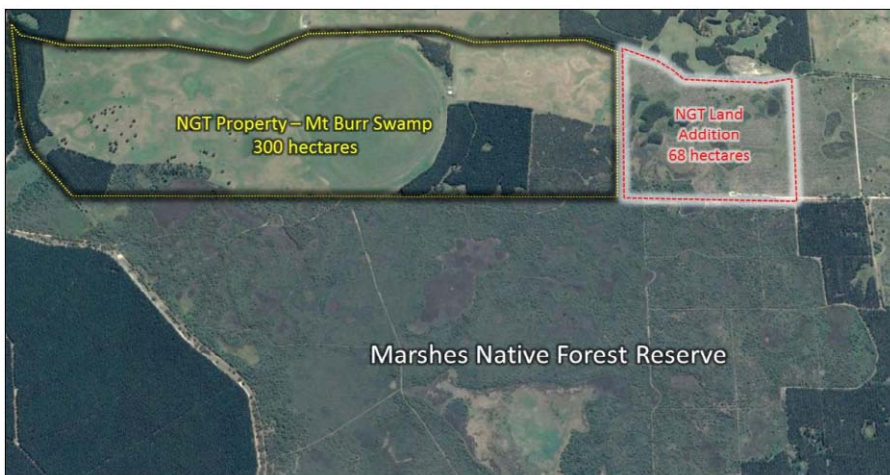 NGT Property – Mt Burr Swamp
300 hectares
NGT Land
Addition
68 hectares
Marshes Native Forest Reserve